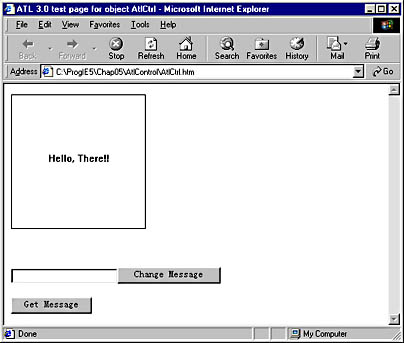 ATL 3.0 test page for object AtlCtrl - Microsoft Internet Explorer
File Edit View Favorites Tools Help
Back Forward Stop Refresh Home Search Favorites History Mail Print
Address C:\ProgIE5\Chap05\AtlControl\AtlCtrl.htm Go
Hello, There!!
Change Message
Get Message
Done My Computer